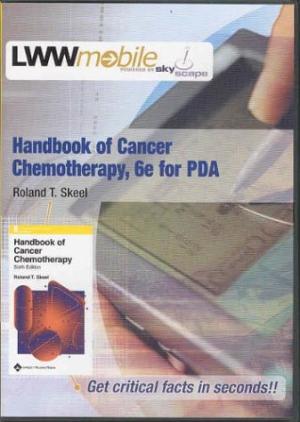 LWWmobile
POWERED BY skyscape
Handbook of Cancer
Chemotherapy, 6e for PDA
Roland T. Skeel
Handbook of
Cancer
Chemotherapy
Sixth Edition
Roland T. Skeel
Get critical facts in seconds!!